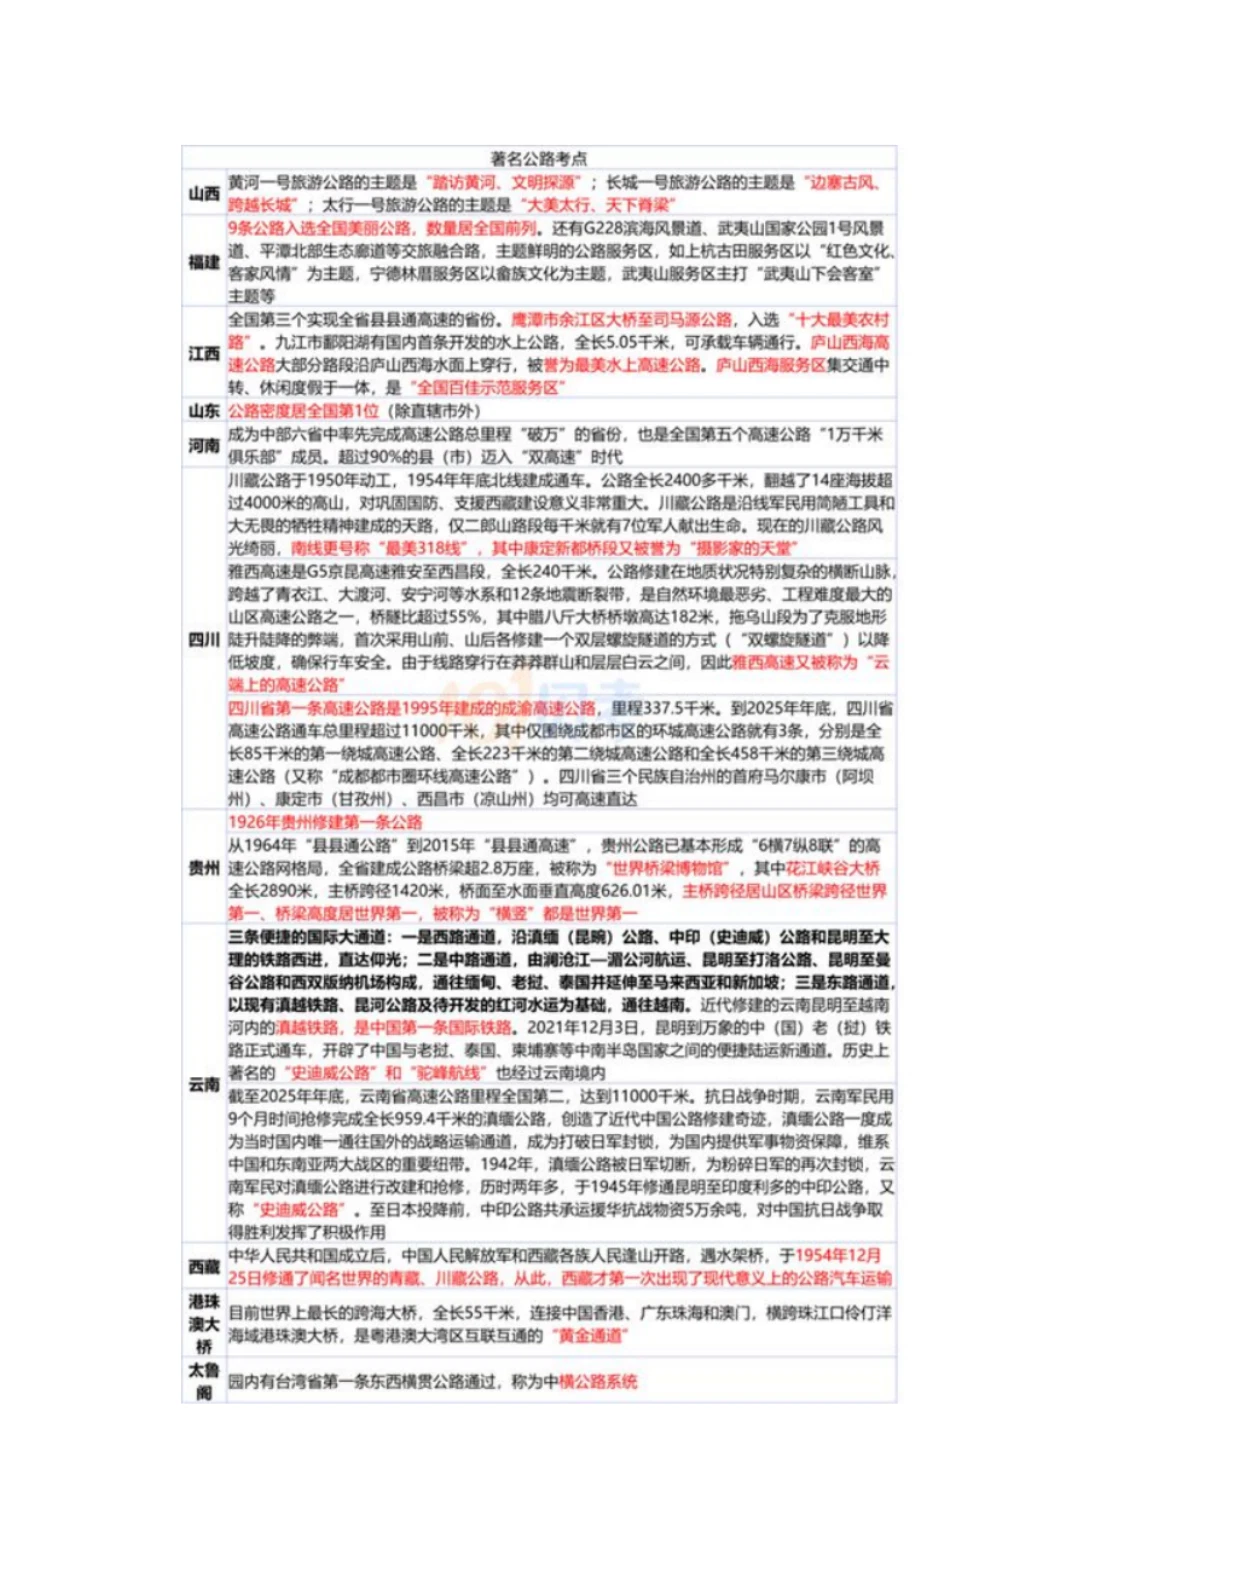 著名公路考点
山西
黄河一号旅游公路的主题是“踏访黄河、文明探源”；长城一号旅游公路的主题是“边塞古风、
跨越长城”；太行一号旅游公路的主题是“大美太行、天下脊梁”
福建
9条公路入选全国美丽公路，数量居全国前列。还有G228滨海风景道、武夷山国家公园1号风景
道、平潭北部生态廊道等交旅融合路，主题鲜明的公路服务区，如上杭古田服务区以“红色文化、
客家风情”为主题，宁德林厝服务区以畲族文化为主题，武夷山服务区主打“武夷山下会客室”
主题等
江西
全国第三个实现全省县县通高速的省份。鹰潭市余江区大桥至司马源公路，入选“十大最美农村
路”。九江市鄱阳湖有国内首条开发的水上公路，全长5.05千米，可承载车辆通行。庐山西海高
速公路大部分路段沿庐山西海水面上穿行，被誉为最美水上高速公路。庐山西海服务区集交通中
转、休闲度假于一体，是“全国百佳示范服务区”
山东
公路密度居全国第1位（除直辖市外）
河南
成为中部六省中率先完成高速公路总里程“破万”的省份，也是全国第五个高速公路“1万千米
俱乐部”成员。超过90%的县（市）迈入“双高速”时代
四川
川藏公路于1950年动工，1954年年底北线建成通车。公路全长2400多千米，翻越了14座海拔超
过4000米的高山，对巩固国防、支援西藏建设意义非常重大。川藏公路是沿线军民用简陋工具和
大无畏的牺牲精神建成的天路，仅二郎山路段每千米就有7位军人献出生命。现在的川藏公路风
光绮丽，南线更号称“最美318线”，其中康定新都桥段又被誉为“摄影家的天堂”
雅西高速是G5京昆高速雅安至西昌段，全长240千米。公路修建在地质状况特别复杂的横断山脉，
跨越了青衣江、大渡河、安宁河等水系和12条地震断裂带，是自然环境最恶劣、工程难度最大的
山区高速公路之一，桥隧比超过55%，其中腊八斤大桥桥墩高达182米，拖乌山段为了克服地形
陡升陡降的弊端，首次采用山前、山后各修建一个双层螺旋隧道的方式（“双螺旋隧道”）以降
低坡度，确保行车安全。由于线路穿行在莽莽群山和层层白云之间，因此雅西高速又被称为“云
端上的高速公路”
四川省第一条高速公路是1995年建成的成渝高速公路，里程337.5千米。到2025年年底，四川省
高速公路通车总里程超过11000千米，其中仅围绕成都市区的环城高速公路就有3条，分别是全
长85千米的第一绕城高速公路、全长223千米的第二绕城高速公路和全长458千米的第三绕城高
速公路（又称“成都都市圈环线高速公路”）。四川省三个民族自治州的首府马尔康市（阿坝
州）、康定市（甘孜州）、西昌市（凉山州）均可高速直达
贵州
1926年贵州修建第一条公路
从1964年“县县通公路”到2015年“县县通高速”，贵州公路已基本形成“6横7纵8联”的高
速公路网格局，全省建成公路桥梁超2.8万座，被称为“世界桥梁博物馆”，其中花江峡谷大桥
全长2890米，主桥跨径1420米，桥面至水面垂直高度626.01米，主桥跨径居山区桥梁跨径世界
第一、桥梁高度居世界第一，被称为“横竖”都是世界第一
云南
三条便捷的国际大通道：一是西路通道，沿滇缅（昆畹）公路、中印（史迪威）公路和昆明至大
理的铁路西进，直达仰光；二是中路通道，由澜沧江—湄公河航运、昆明至打洛公路、昆明至曼
谷公路和西双版纳机场构成，通往缅甸、老挝、泰国并延伸至马来西亚和新加坡；三是东路通道，
以现有滇越铁路、昆河公路及待开发的红河水运为基础，通往越南。近代修建的云南昆明至越南
河内的滇越铁路，是中国第一条国际铁路。2021年12月3日，昆明到万象的中（国）老（挝）铁
路正式通车，开辟了中国与老挝、泰国、柬埔寨等中南半岛国家之间的便捷陆运新通道。历史上
著名的“史迪威公路”和“驼峰航线”也经过云南境内
截至2025年年底，云南省高速公路里程全国第二，达到11000千米。抗日战争时期，云南军民用
9个月时间抢修完成全长959.4千米的滇缅公路，创造了近代中国公路修建奇迹，滇缅公路一度成
为当时国内唯一通往国外的战略运输通道，成为打破日军封锁，为国内提供军事物资保障，维系
中国和东南亚两大战区的重要纽带。1942年，滇缅公路被日军切断，为粉碎日军的再次封锁，云
南军民对滇缅公路进行改建和抢修，历时两年多，于1945年修通昆明至印度利多的中印公路，又
称“史迪威公路”。至日本投降前，中印公路共承运援华抗战物资5万余吨，对中国抗日战争取
得胜利发挥了积极作用
西藏
中华人民共和国成立后，中国人民解放军和西藏各族人民逢山开路，遇水架桥，于1954年12月
25日修通了闻名世界的青藏、川藏公路，从此，西藏才第一次出现了现代意义上的公路汽车运输
港珠
澳大
桥
目前世界上最长的跨海大桥，全长55千米，连接中国香港、广东珠海和澳门，横跨珠江口伶仃洋
海域港珠澳大桥，是粤港澳大湾区互联互通的“黄金通道”
太鲁
阁
园内有台湾省第一条东西横贯公路通过，称为中横公路系统